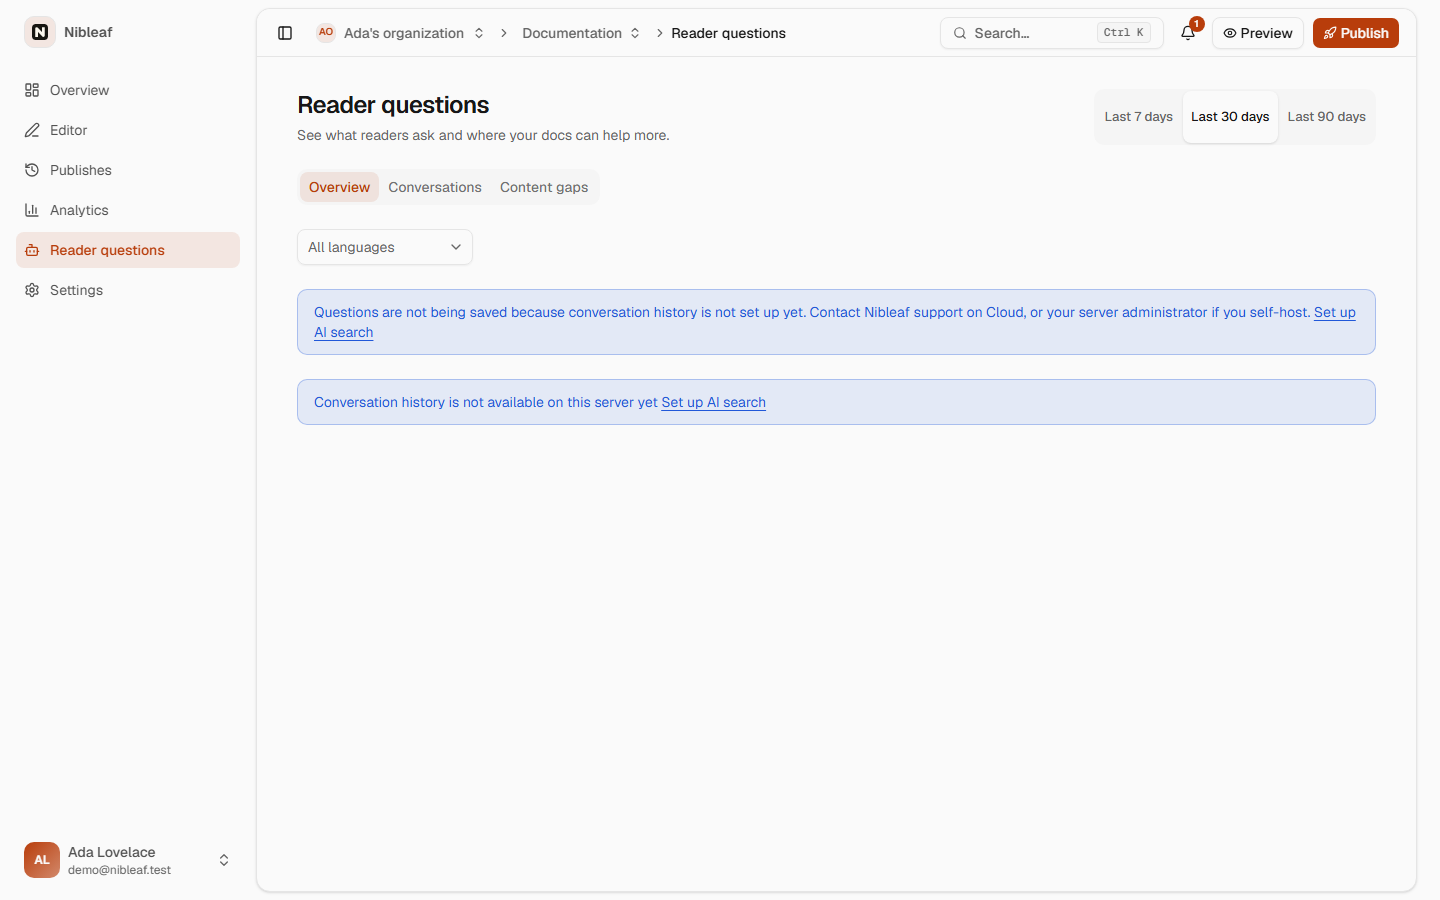 Nibleaf
Overview
Editor
Publishes
Analytics
Reader questions
Settings
AL
Ada Lovelace
demo@nibleaf.test
AO Ada's organization
Documentation
Reader questions
Search...
Ctrl K
1
Preview
Publish
Reader questions
See what readers ask and where your docs can help more.
Last 7 days
Last 30 days
Last 90 days
Overview
Conversations
Content gaps
All languages
Questions are not being saved because conversation history is not set up yet. Contact Nibleaf support on Cloud, or your server administrator if you self-host. Set up
AI search
Conversation history is not available on this server yet Set up AI search